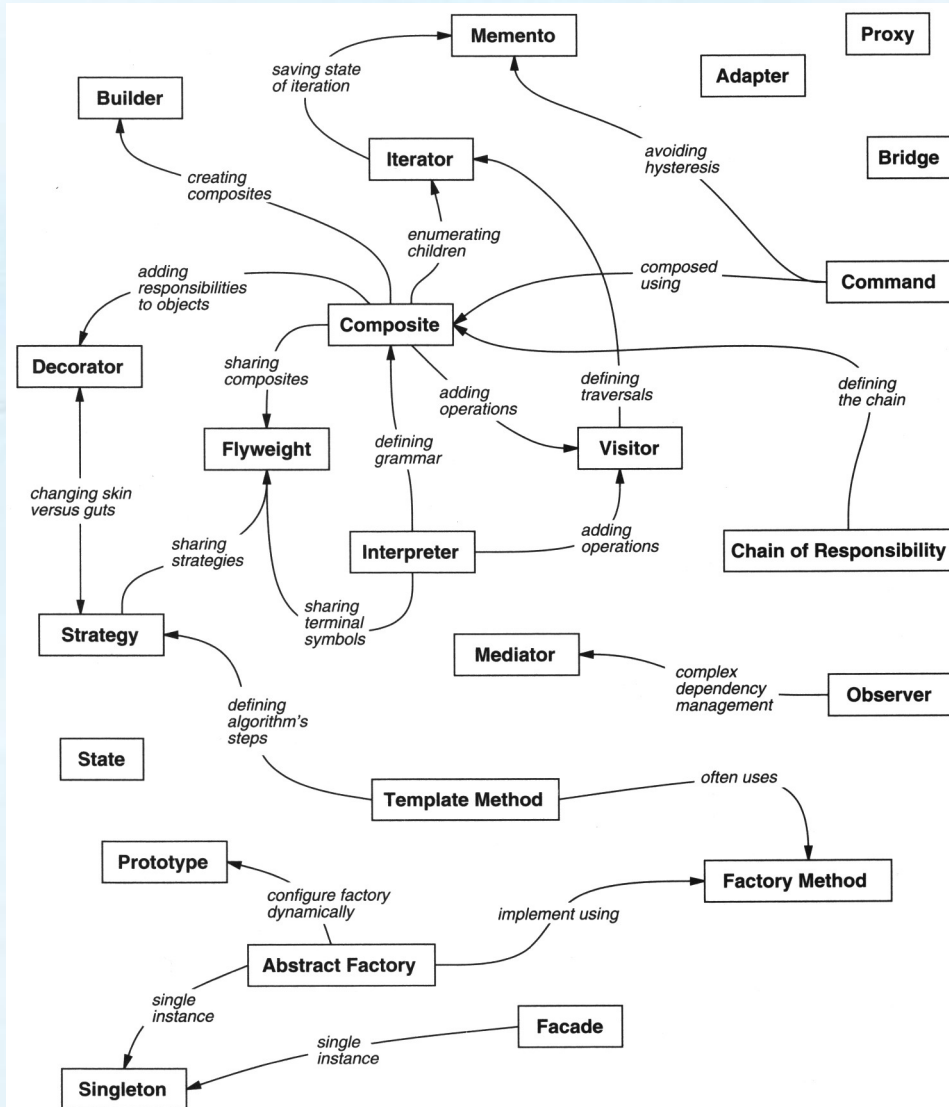 Memento
Proxy
saving state
of iteration
Adapter
Builder
Iterator
avoiding
hysteresis
Bridge
creating
composites
enumerating
children
adding
responsibilities
to objects
composed
using
Command
Composite
Decorator
sharing
composites
adding
operations
defining
traversals
defining
the chain
Flyweight
defining
grammar
Visitor
changing skin
versus guts
sharing
strategies
Interpreter
adding
operations
Chain of Responsibility
sharing
terminal
symbols
Strategy
Mediator
complex
dependency
management
Observer
defining
algorithm's
steps
State
Template Method
often uses
Prototype
Factory Method
configure factory
dynamically
implement using
Abstract Factory
single
instance
Facade
single
instance
Singleton